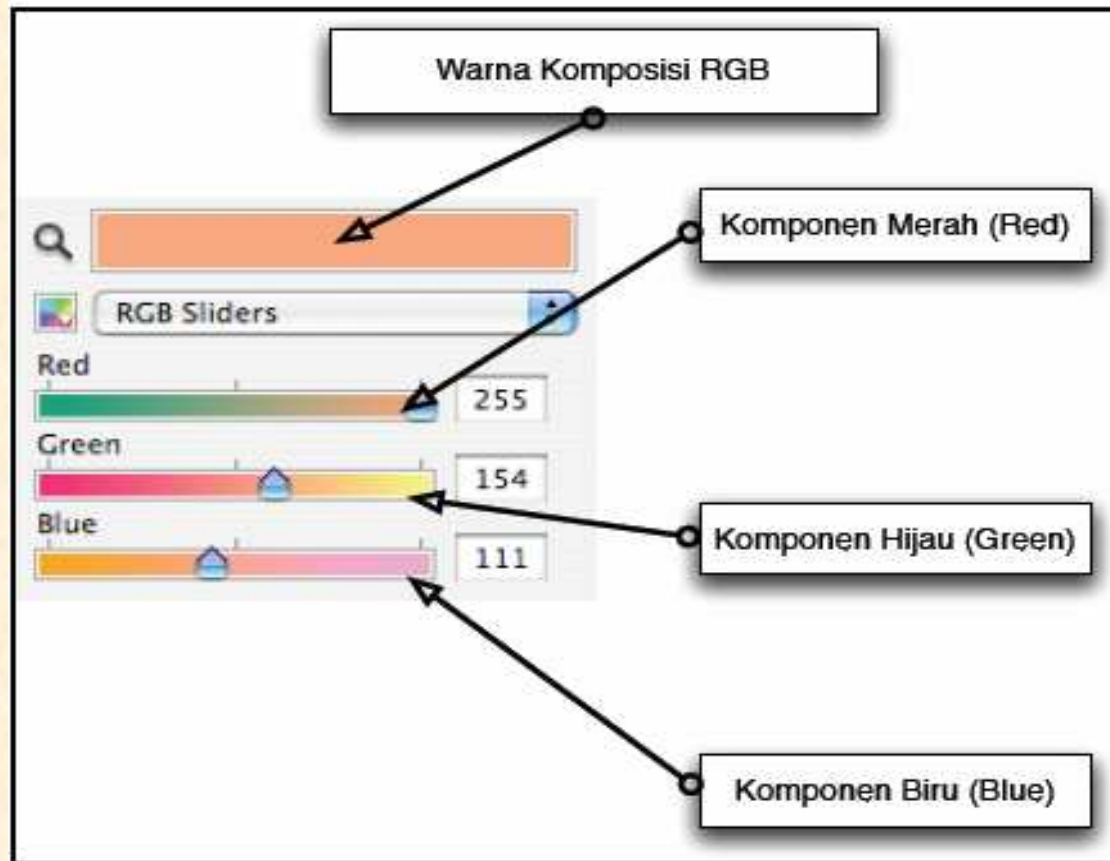 Warna Komposisi RGB
Komponen Merah (Red)
RGB Sliders
Red
255
Green
154
Komponen Hijau (Green)
Blue
111
Komponen Biru (Blue)